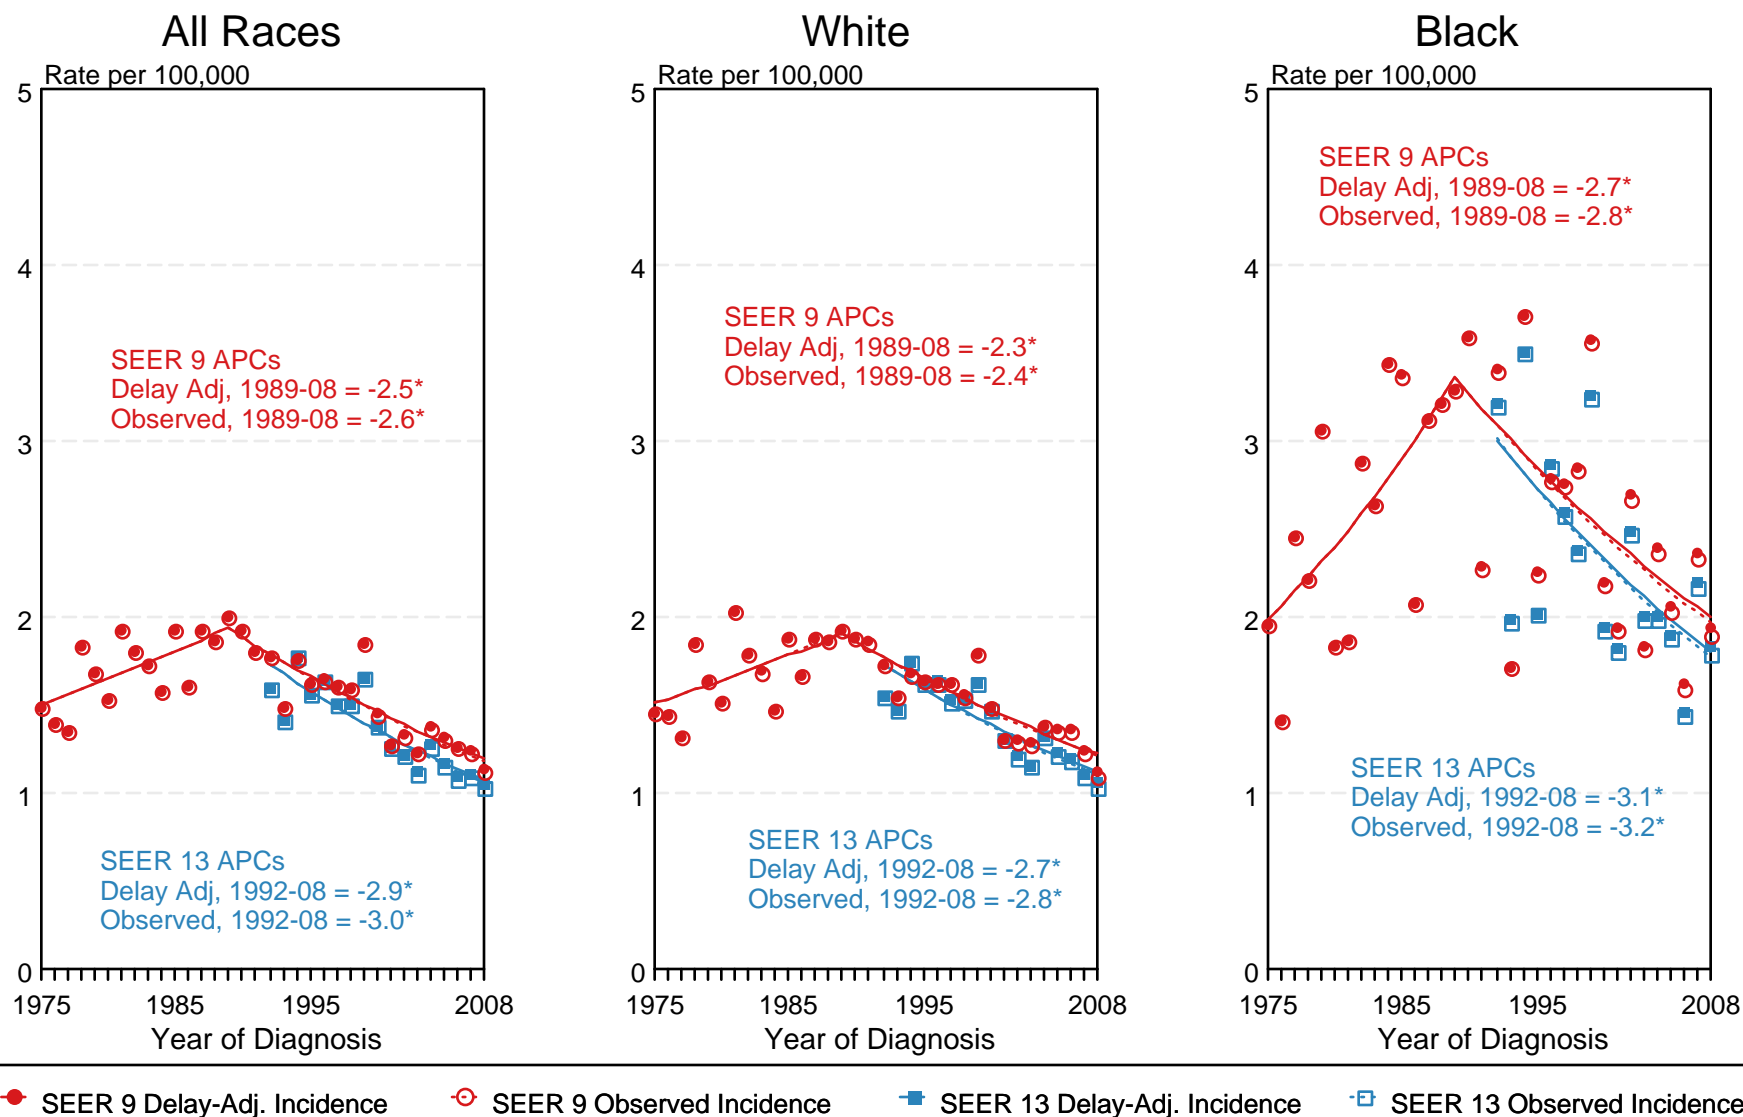 All Races
Rate per 100,000
5
4
3
2
1
0
SEER 9 APCs
Delay Adj, 1989-08 = -2.5*
Observed, 1989-08 = -2.6*
SEER 13 APCs
Delay Adj, 1992-08 = -2.9*
Observed, 1992-08 = -3.0*
1975 1985 1995 2008
Year of Diagnosis
White
Rate per 100,000
5
4
3
2
1
0
SEER 9 APCs
Delay Adj, 1989-08 = -2.3*
Observed, 1989-08 = -2.4*
SEER 13 APCs
Delay Adj, 1992-08 = -2.7*
Observed, 1992-08 = -2.8*
1975 1985 1995 2008
Year of Diagnosis
Black
Rate per 100,000
5
4
3
2
1
0
SEER 9 APCs
Delay Adj, 1989-08 = -2.7*
Observed, 1989-08 = -2.8*
SEER 13 APCs
Delay Adj, 1992-08 = -3.1*
Observed, 1992-08 = -3.2*
1975 1985 1995 2008
Year of Diagnosis
SEER 9 Delay-Adj. Incidence SEER 9 Observed Incidence SEER 13 Delay-Adj. Incidence SEER 13 Observed Incidence